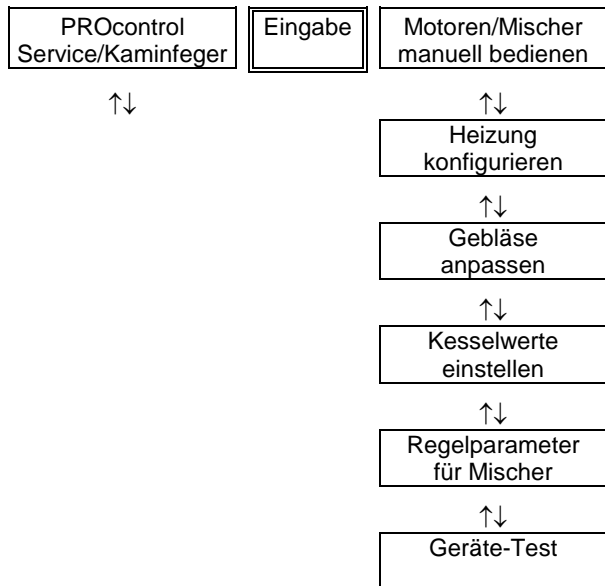 PROcontrol
Service/Kaminfeger
Eingabe
Motoren/Mischer
manuell bedienen
↑↓
↑↓
Heizung
konfigurieren
↑↓
Gebläse
anpassen
↑↓
Kesselwerte
einstellen
↑↓
Regelparameter
für Mischer
↑↓
Geräte-Test